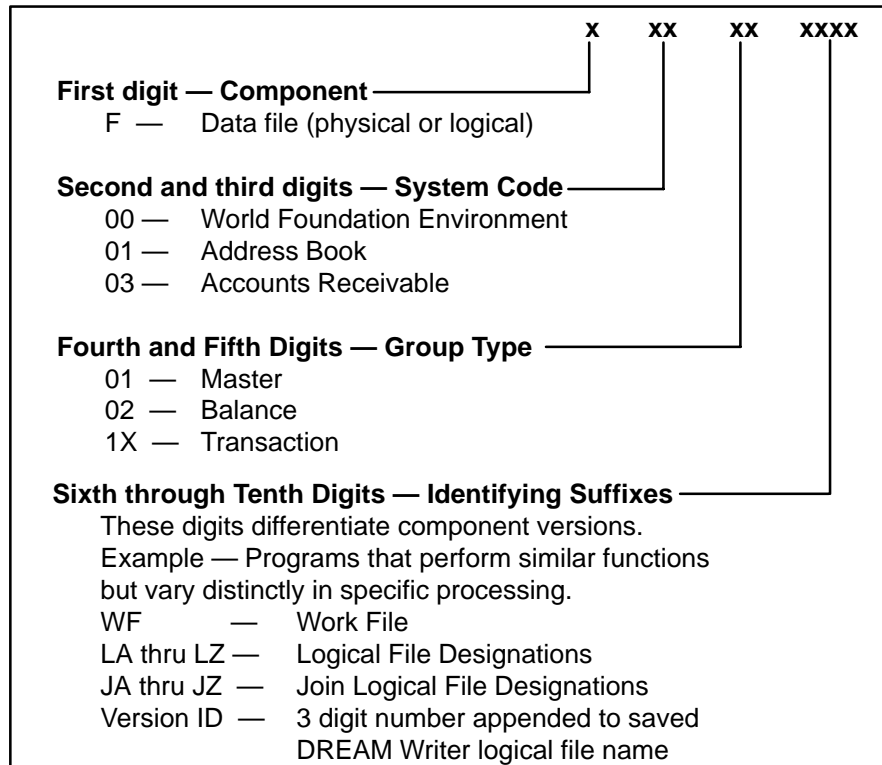 x xx xx xxxx
First digit — Component
F — Data file (physical or logical)
Second and third digits — System Code
00 — World Foundation Environment
01 — Address Book
03 — Accounts Receivable
Fourth and Fifth Digits — Group Type
01 — Master
02 — Balance
1X — Transaction
Sixth through Tenth Digits — Identifying Suffixes
These digits differentiate component versions.
Example — Programs that perform similar functions
but vary distinctly in specific processing.
WF — Work File
LA thru LZ — Logical File Designations
JA thru JZ — Join Logical File Designations
Version ID — 3 digit number appended to saved
DREAM Writer logical file name